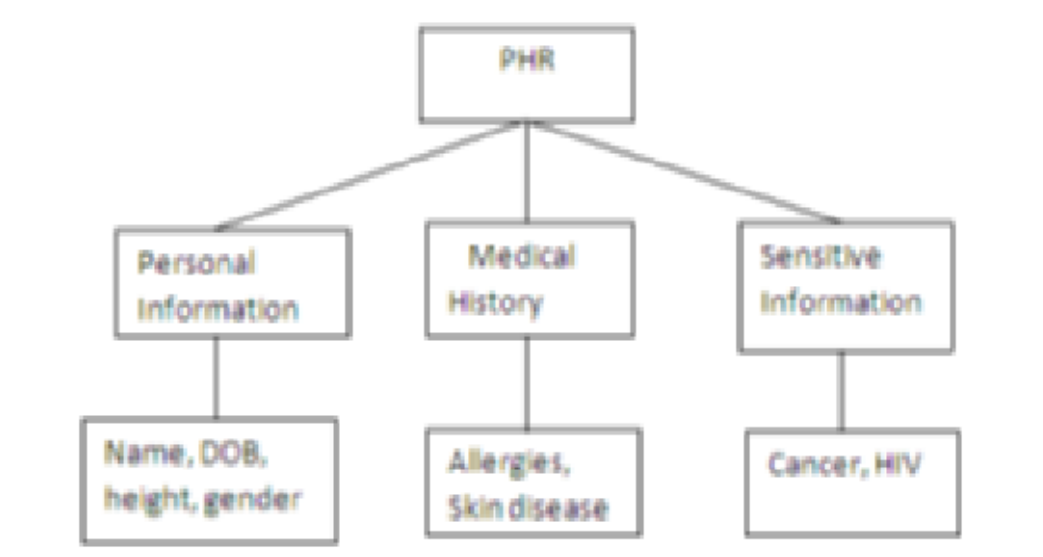 PHR
Personal
Information
Medical
History
Sensitive
Information
Name, DOB,
height, gender
Allergies,
Skin disease
Cancer, HIV